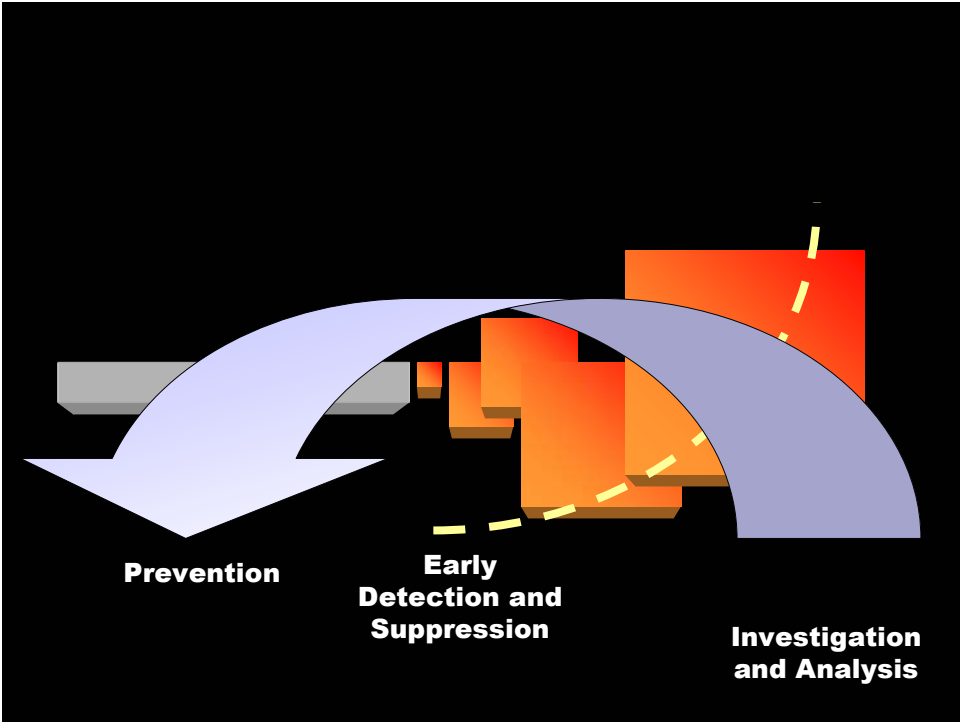 Prevention
Early
Detection and
Suppression
Investigation
and Analysis